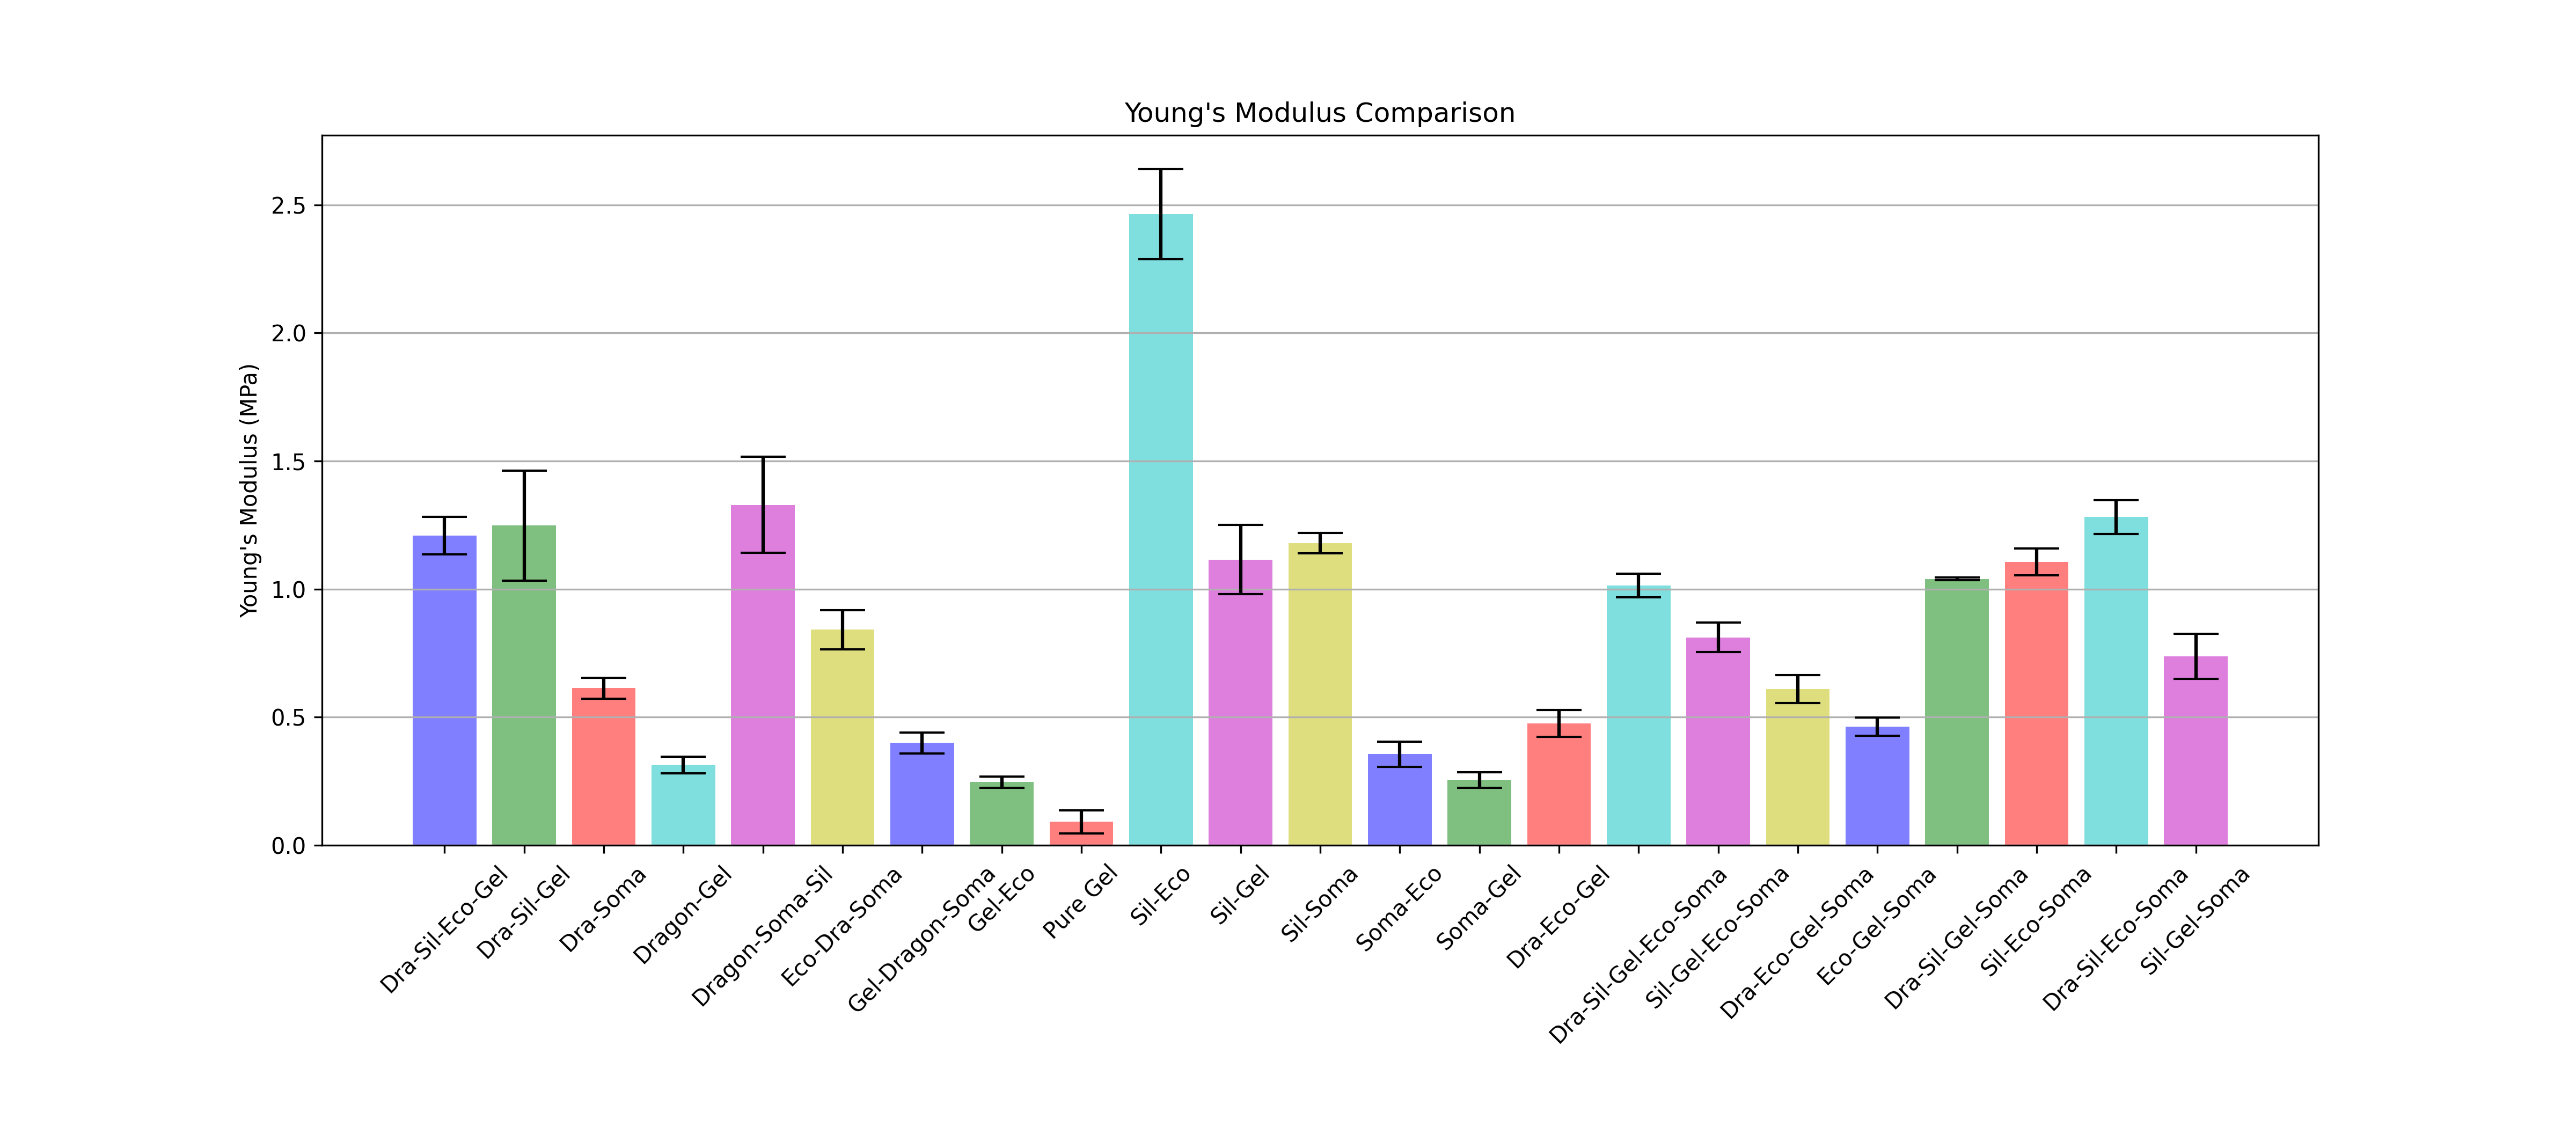 Young's Modulus Comparison
Young's Modulus (MPa)
2.5
2.0
1.5
1.0
0.5
0.0
Dra-Sil-Eco-Gel
Dra-Sil-Gel
Dra-Soma
Dragon-Gel
Dragon-Soma-Sil
Eco-Dra-Soma
Gel-Dragon-Soma
Gel-Eco
Pure Gel
Sil-Eco
Sil-Gel
Sil-Soma
Soma-Eco
Soma-Gel
Dra-Eco-Gel
Dra-Sil-Gel-Eco-Soma
Sil-Gel-Eco-Soma
Dra-Eco-Gel-Soma
Eco-Gel-Soma
Dra-Sil-Gel-Soma
Sil-Eco-Soma
Dra-Sil-Eco-Soma
Sil-Gel-Soma